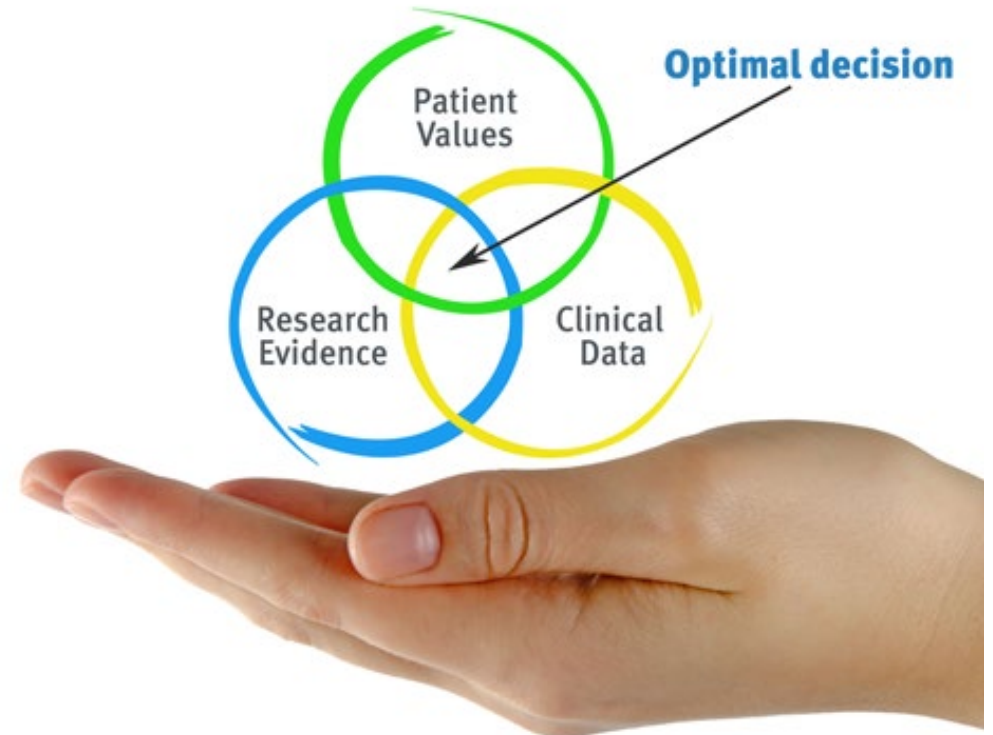 Optimal decision
Patient
Values
Research
Evidence
Clinical
Data